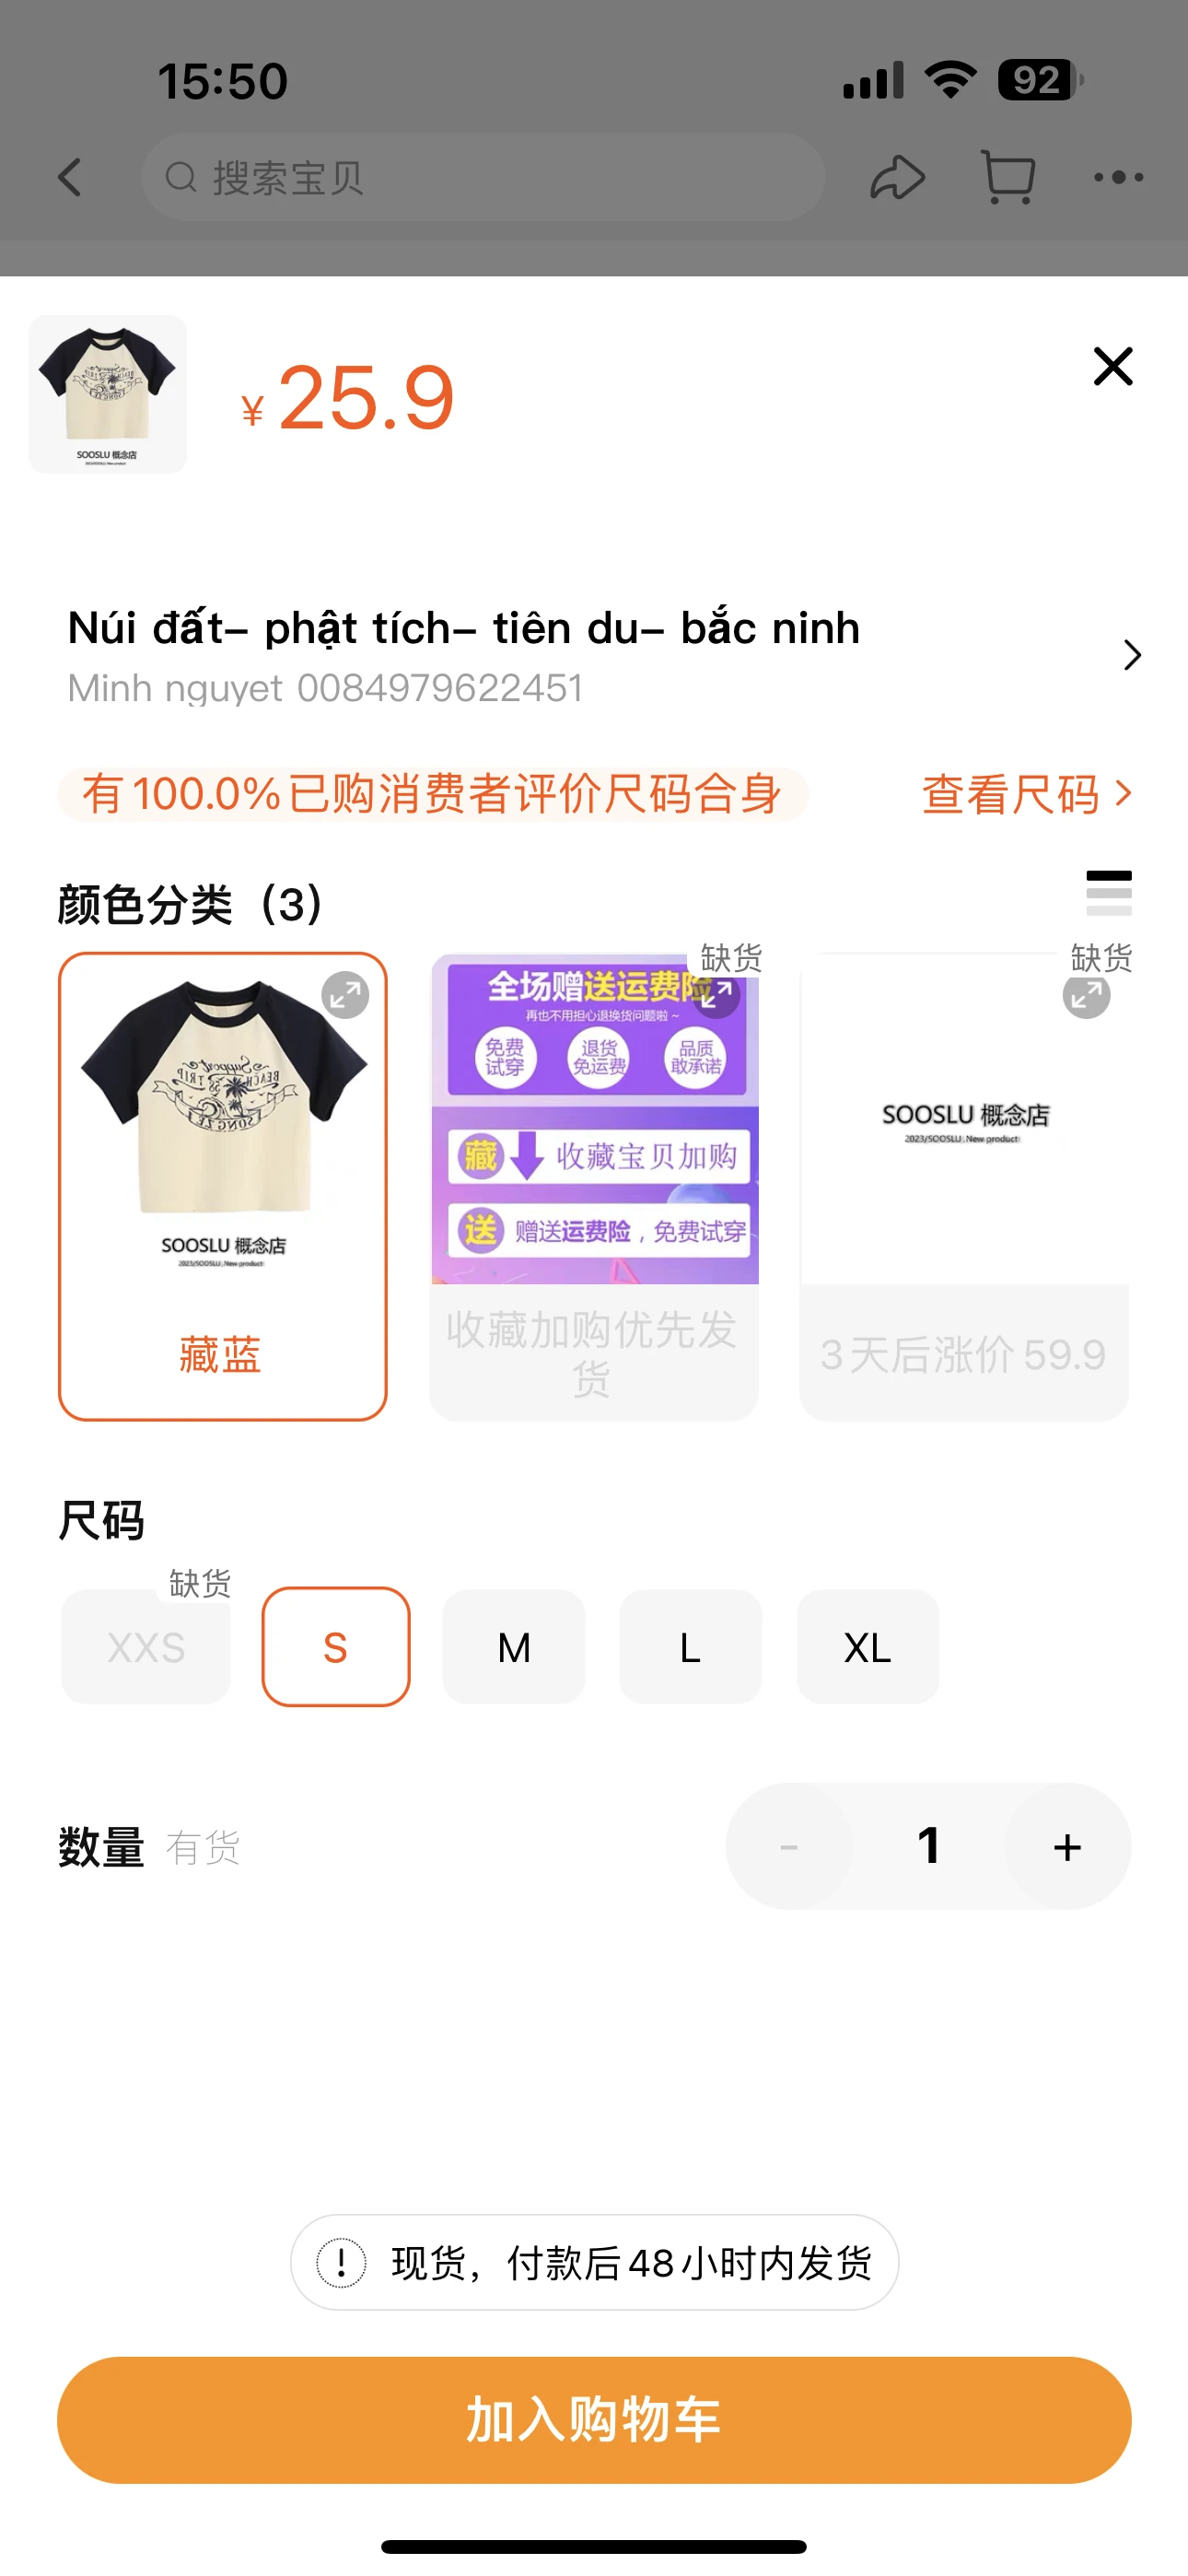 15:50
92
搜索宝贝
SOOSLU 概念店
¥25.9
Núi đất– phật tích– tiên du– bắc ninh
Minh nguyet 0084979622451
有100.0%已购消费者评价尺码合身
查看尺码
颜色分类（3）
缺货
缺货
Support
BEACH 58 TRIP
SOOSLU 概念店
2023/SOOSLU .New product
藏蓝
全场赠送运费险
再也不用担心退换货问题啦～
免费试穿
退货免运费
品质敢承诺
藏 收藏宝贝加购
送 赠送运费险，免费试穿
收藏加购优先发
货
SOOSLU 概念店
2023/SOOSLU .New product
3天后涨价59.9
尺码
缺货
XXS
S
M
L
XL
数量 有货
- 1 +
现货，付款后48小时内发货
加入购物车